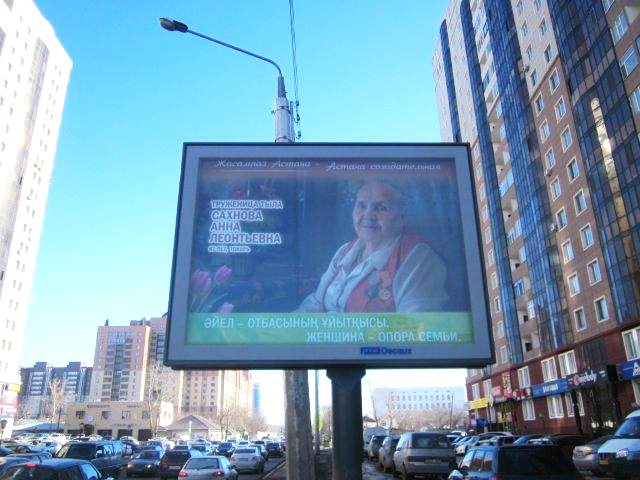 Жасампаз Астана - Астана созидательная
ТРУЖЕНИЦА ТЫЛА
САХНОВА
АННА
ЛЕОНТЬЕВНА
ӘЙЕЛ – ОТБАСЫНЫҢ ҰЙЫТҚЫСЫ.
ЖЕНЩИНА – ОПОРА СЕМЬИ.